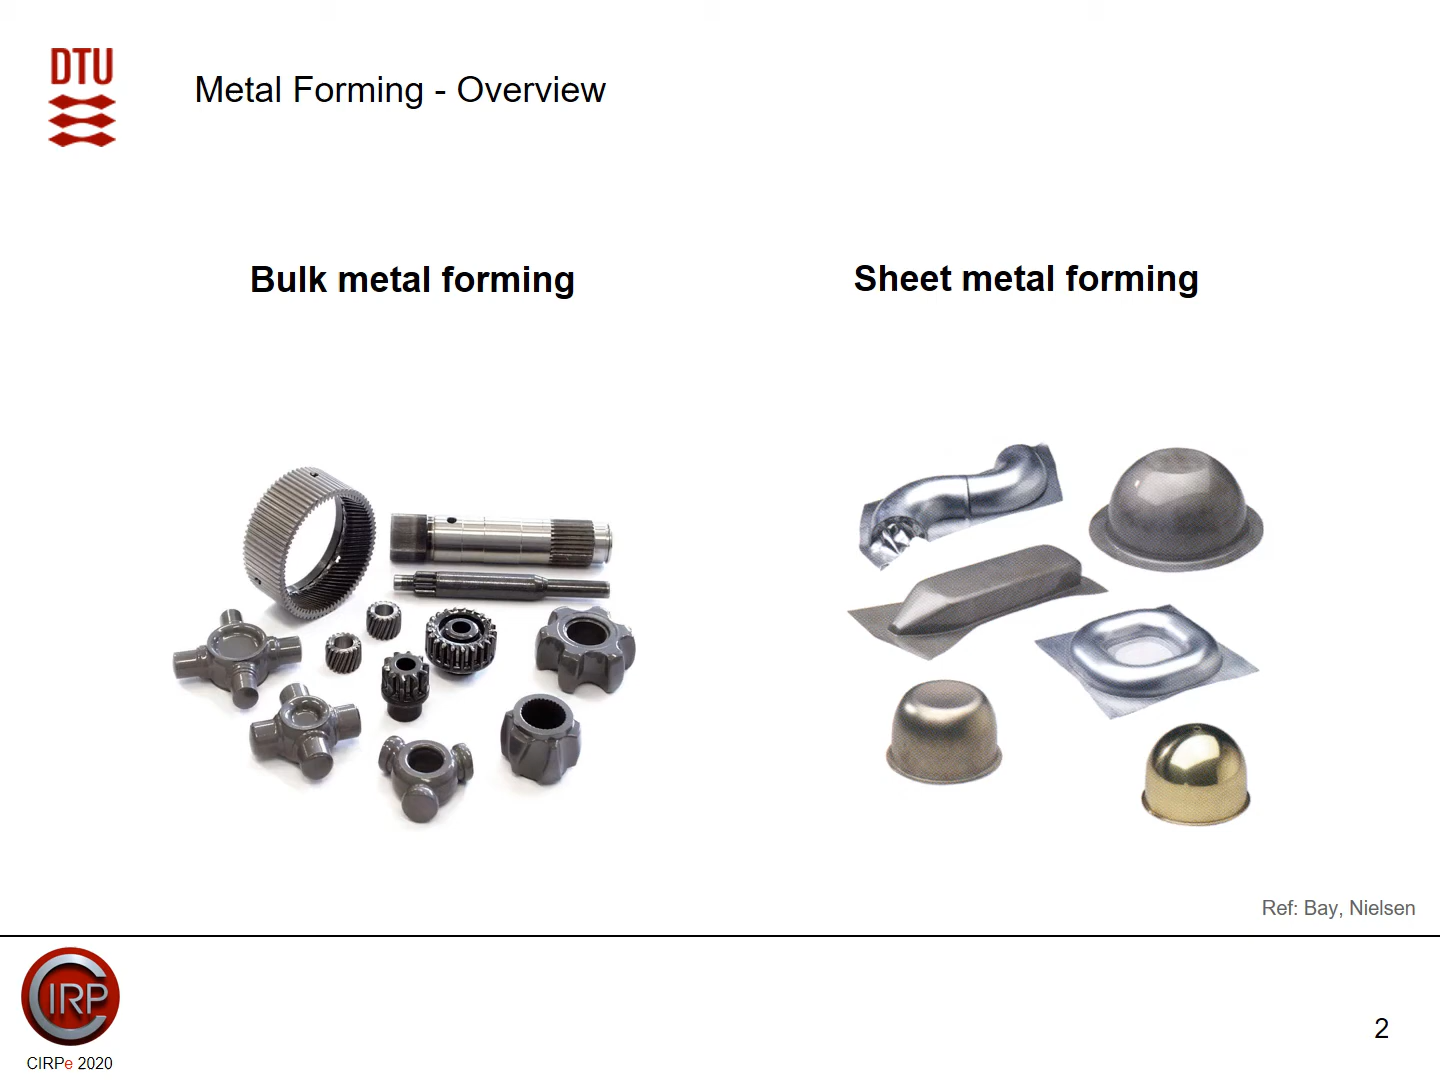 DTU
Metal Forming - Overview
Bulk metal forming
Sheet metal forming
Ref: Bay, Nielsen
CIRP
CIRPe 2020
2